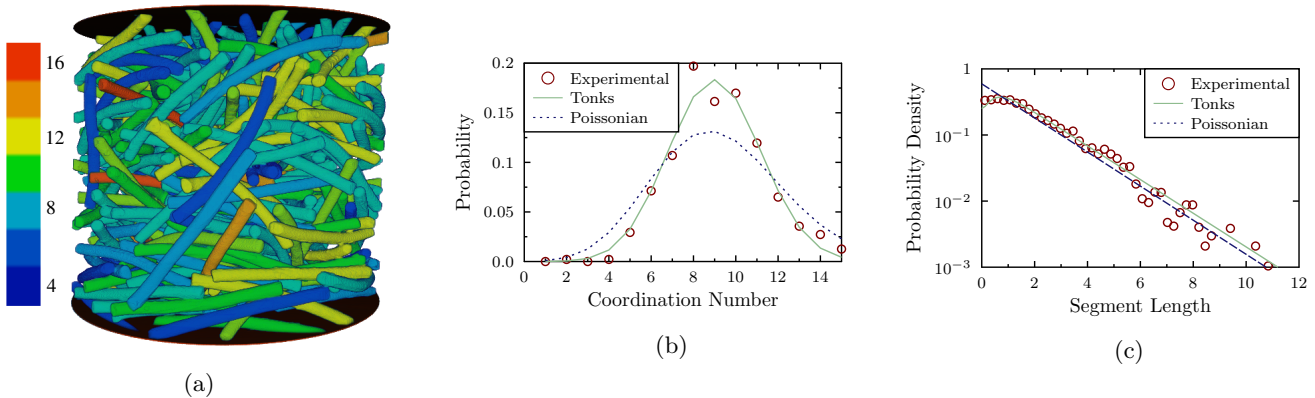 16
12
8
4
(a)
Probability
0.2
0.15
0.1
0.05
0.0
Experimental
Tonks
Poissonian
0 2 4 6 8 10 12 14
Coordination Number
(b)
Probability Density
1
10⁻¹
10⁻²
10⁻³
Experimental
Tonks
Poissonian
0 2 4 6 8 10 12
Segment Length
(c)